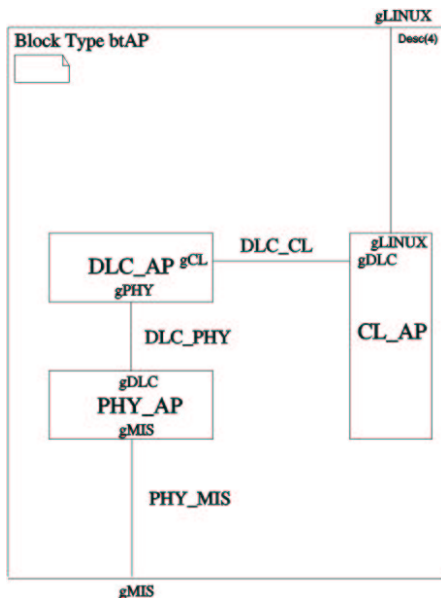 gLINUX
Block Type btAP
Desc(4)
DLC_CL
gLINUX
gCL
gDLC
DLC_AP
gPHY
CL_AP
DLC_PHY
gDLC
PHY_AP
gMIS
PHY_MIS
gMIS